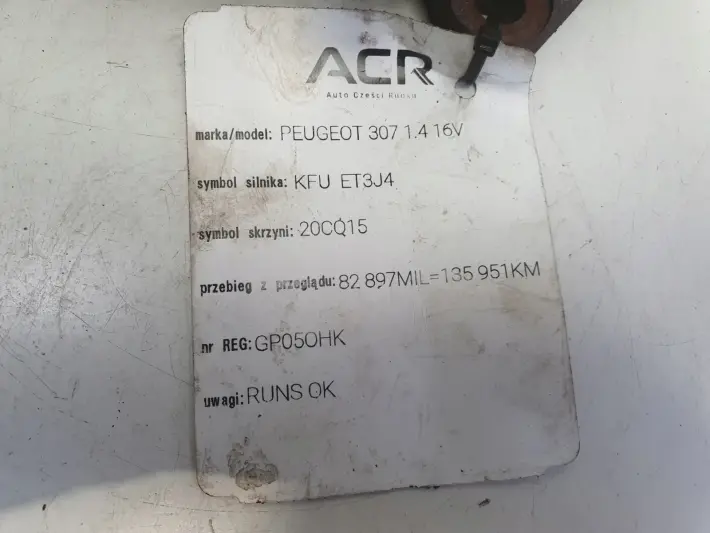 ACR
Auto Części Rumia
marka/model: PEUGEOT 307 1.4 16V
symbol silnika: KFU ET3J4
symbol skrzyni: 20CQ15
przebieg z przeglądu: 82 897MIL=135 951KM
nr REG: GP05OHK
uwagi: RUNS OK